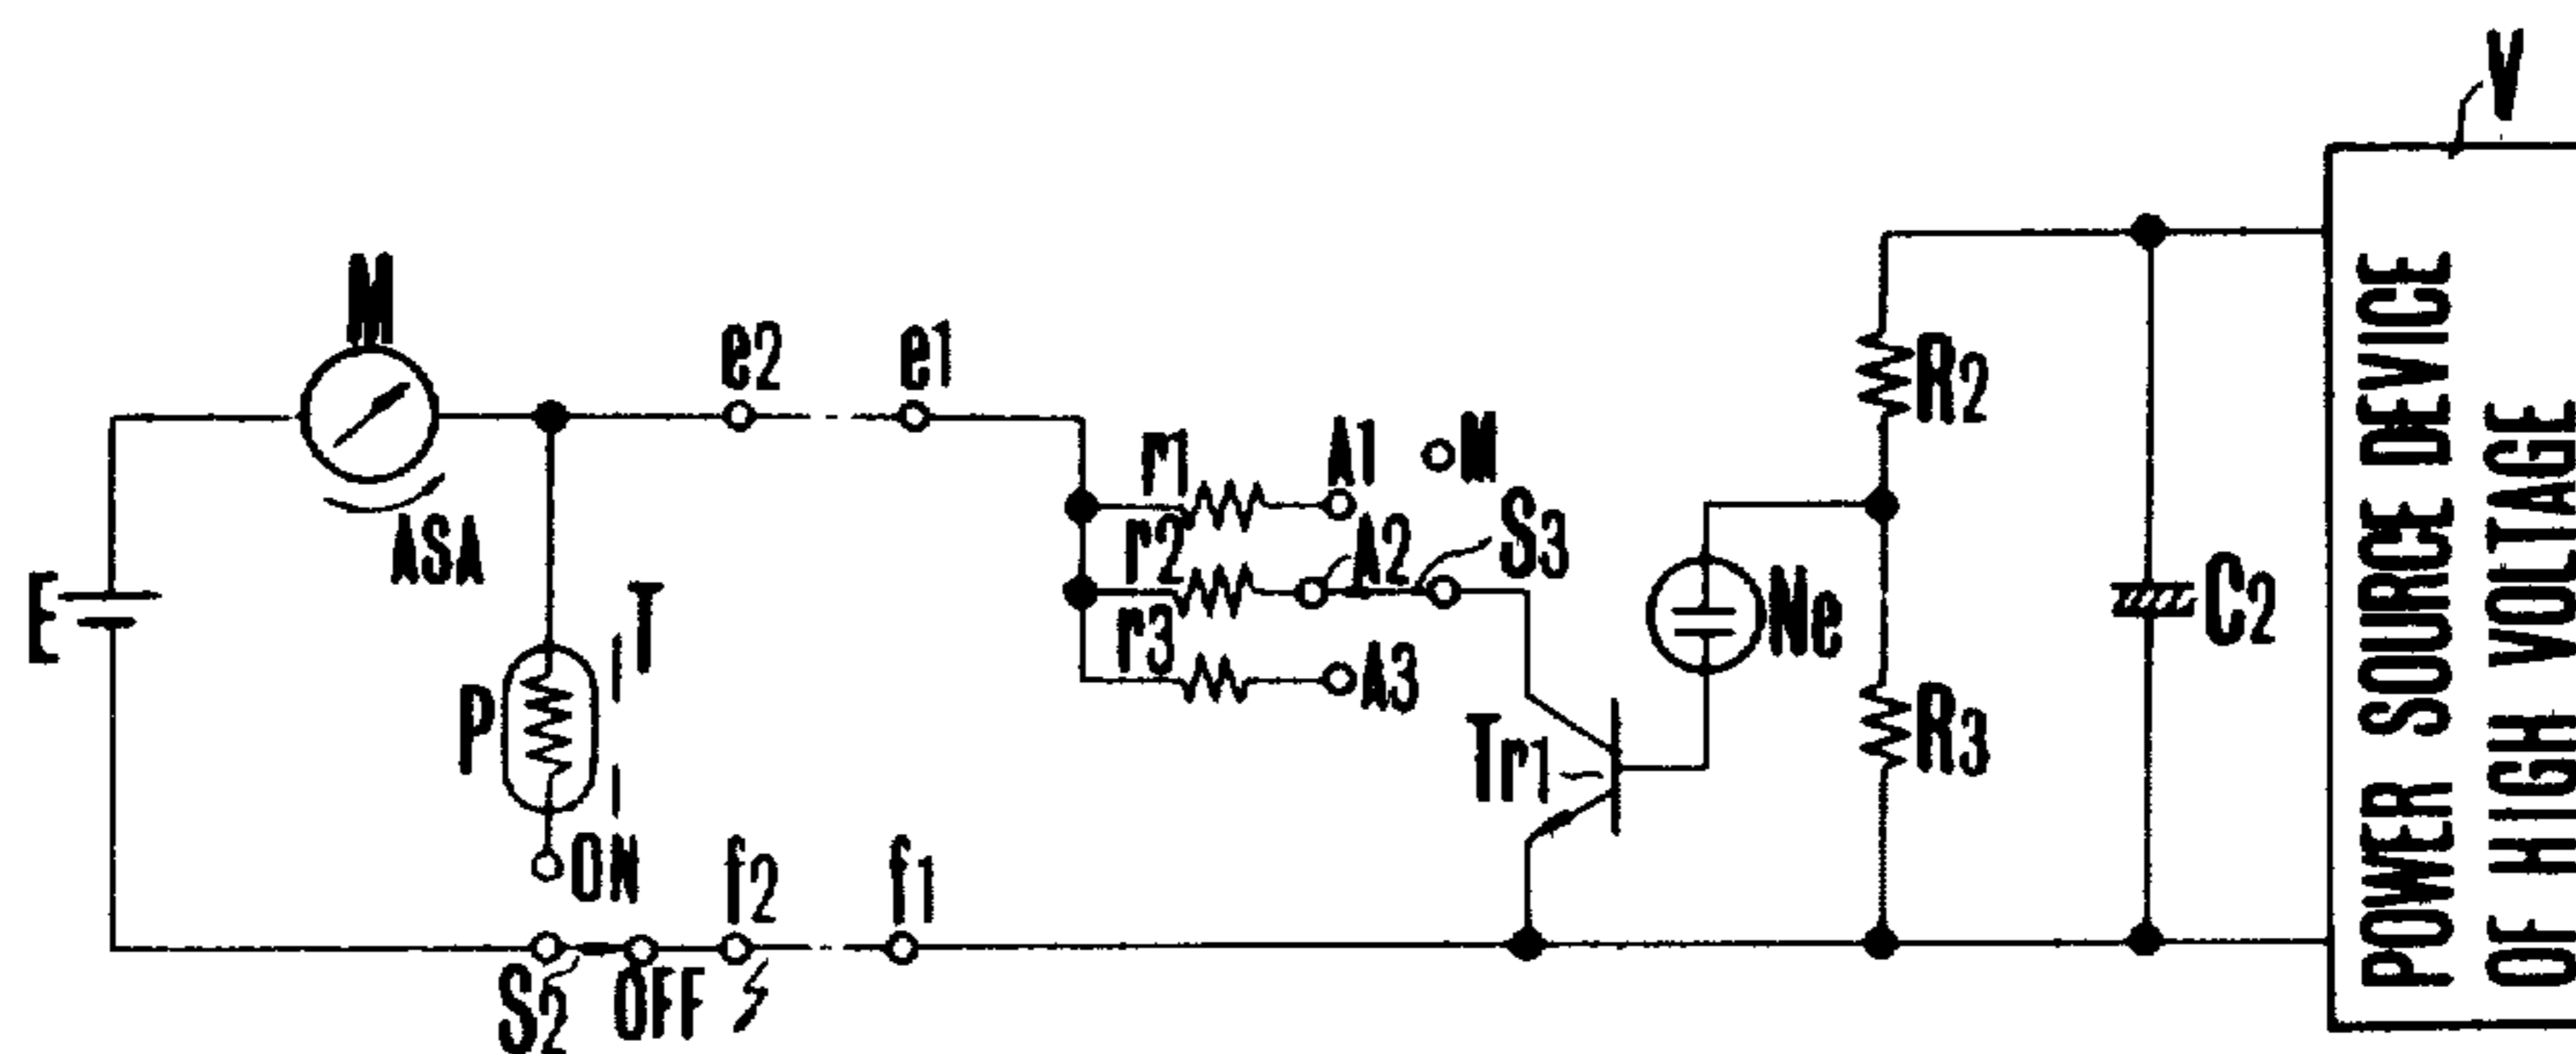 V
M
e2
e1
R2
r1
A1
M
ASA
r2
A2
S3
E
T
Ne
C2
r3
A3
P
Tr1
R3
ON
f2
f1
S2
OFF
POWER SOURCE DEVICE
OF HIGH VOLTAGE